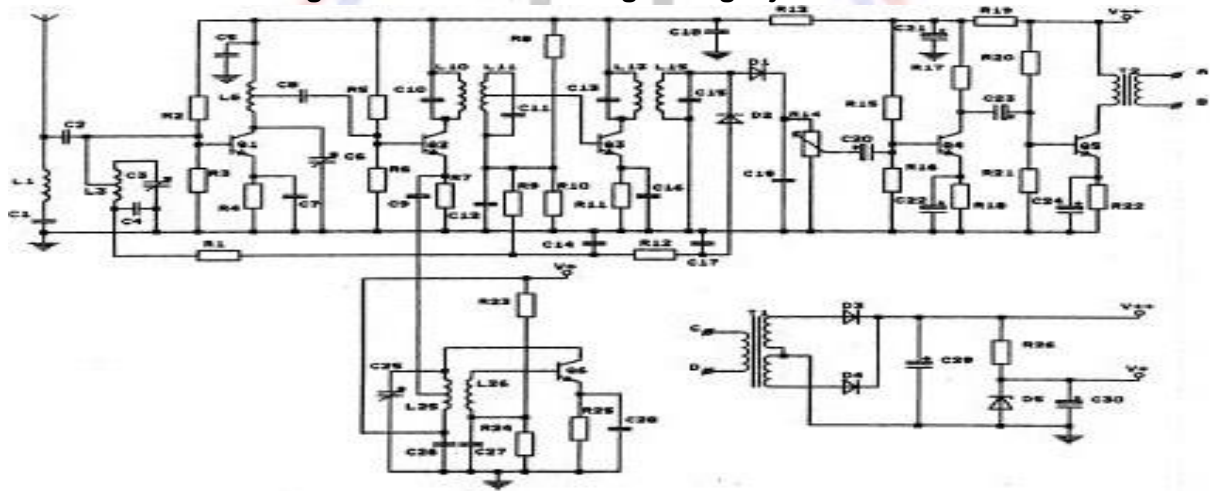 R13
R19
V++
C5
R8
C18
C21
R17
R20
T2
A
B
L10
L11
L13
L15
D1
R2
L6
C8
R5
C10
C11
C13
C15
D2
R14
R15
C23
C2
Q1
C6
Q2
Q3
C20
Q4
Q5
L1
L3
C3
R3
R6
R7
R9
R10
C16
C19
R16
R21
C1
C4
R4
C7
C9
C12
R11
C22
R18
C24
R22
R1
C14
R12
C17
V+
R23
C
D
T1
D3
D4
V++
C25
L25
L26
Q6
C29
R26
V+
R24
R25
C28
D5
C30
C26
C27